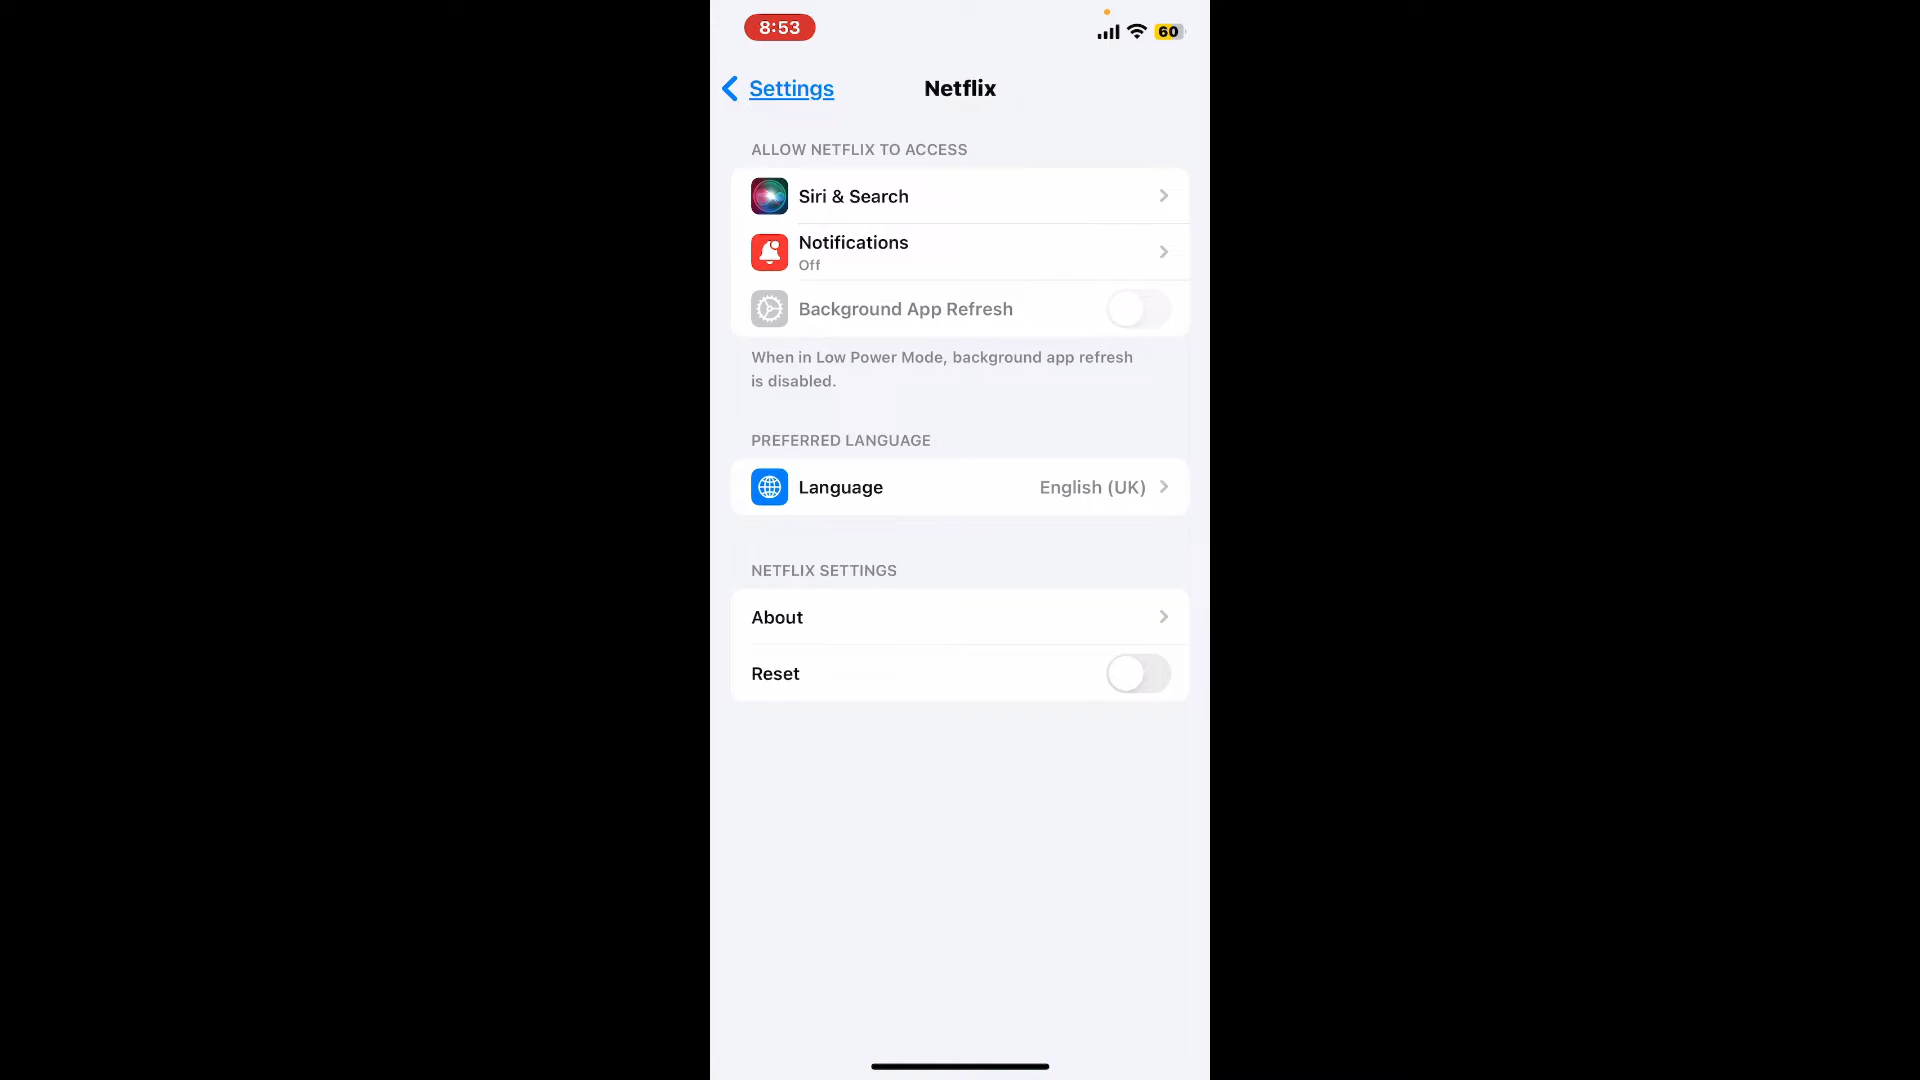 8:53
60
Settings
Netflix
ALLOW NETFLIX TO ACCESS
Siri & Search
Notifications
Off
Background App Refresh
When in Low Power Mode, background app refresh
is disabled.
PREFERRED LANGUAGE
Language English (UK)
NETFLIX SETTINGS
About
Reset